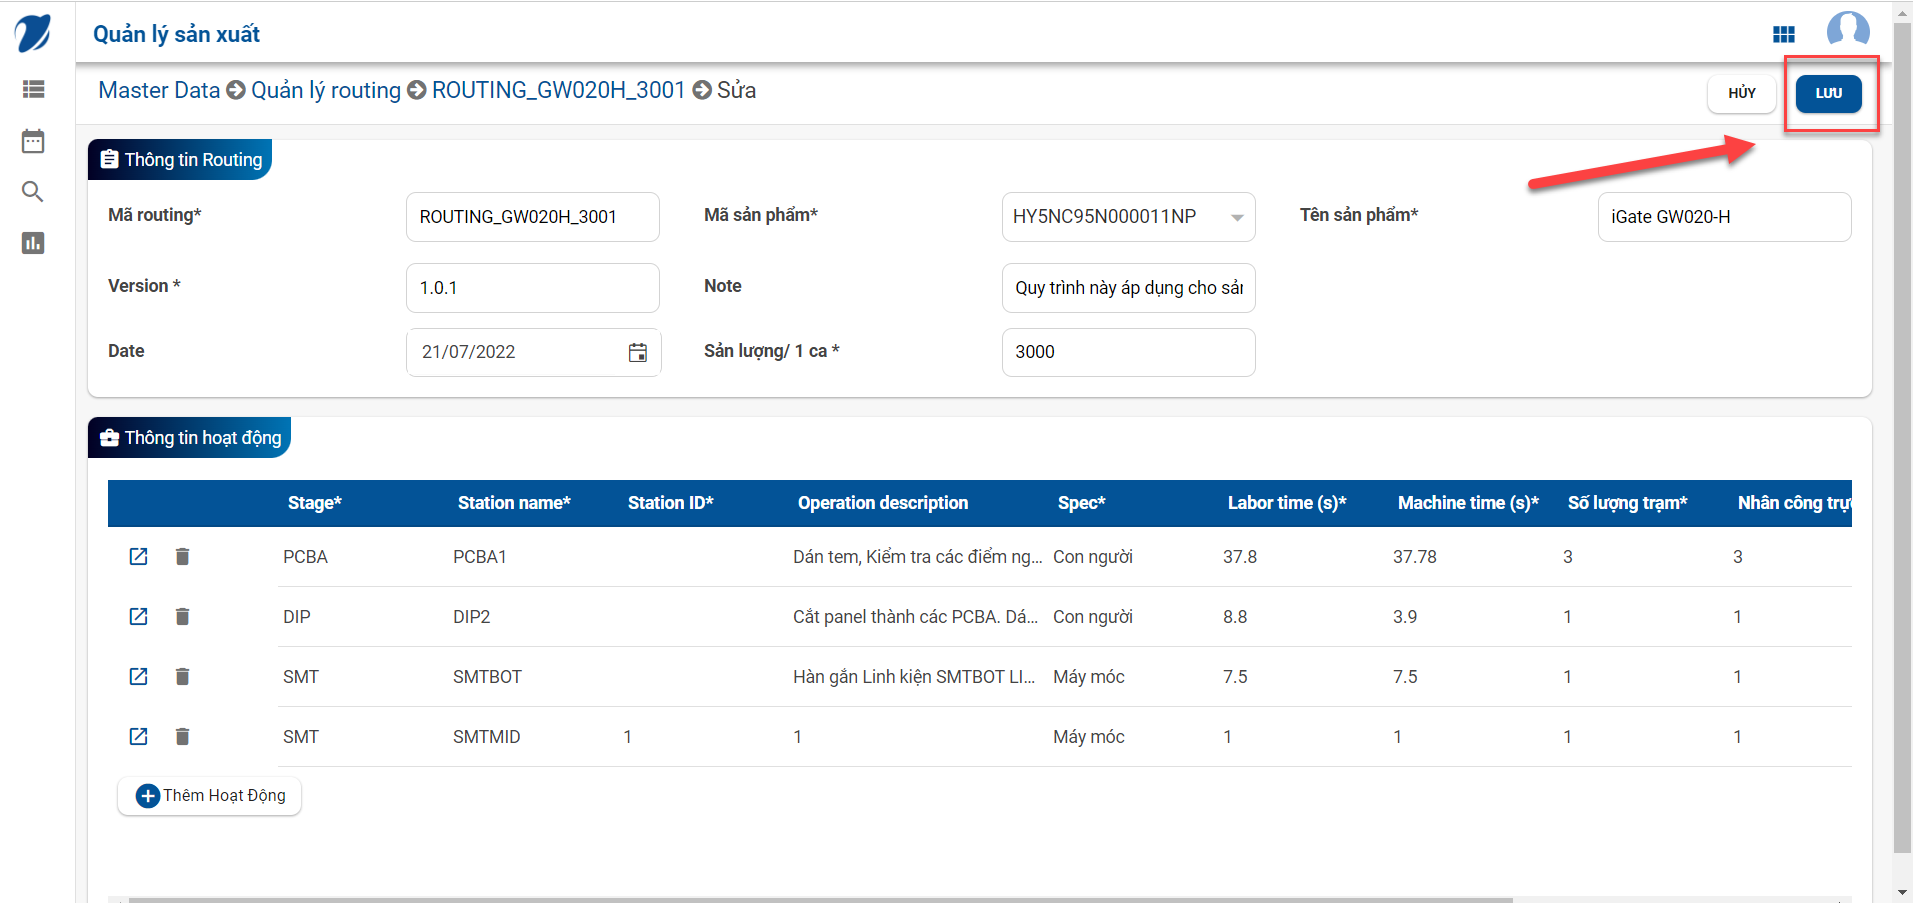 Quản lý sản xuất
Master Data Quản lý routing ROUTING_GW020H_3001 Sửa
HỦY
LƯU
Thông tin Routing
Mã routing* ROUTING_GW020H_3001 Mã sản phẩm* HY5NC95N000011NP Tên sản phẩm* iGate GW020-H
Version * 1.0.1 Note Quy trình này áp dụng cho sản
Date 21/07/2022 Sản lượng/ 1 ca * 3000
Thông tin hoạt động
Stage* Station name* Station ID* Operation description Spec* Labor time (s)* Machine time (s)* Số lượng trạm* Nhân công trực
PCBA PCBA1 Dán tem, Kiểm tra các điểm ng... Con người 37.8 37.78 3 3
DIP DIP2 Cắt panel thành các PCBA. Dá... Con người 8.8 3.9 1 1
SMT SMTBOT Hàn gắn Linh kiện SMTBOT LI... Máy móc 7.5 7.5 1 1
SMT SMTMID 1 1 Máy móc 1 1 1 1
Thêm Hoạt Động